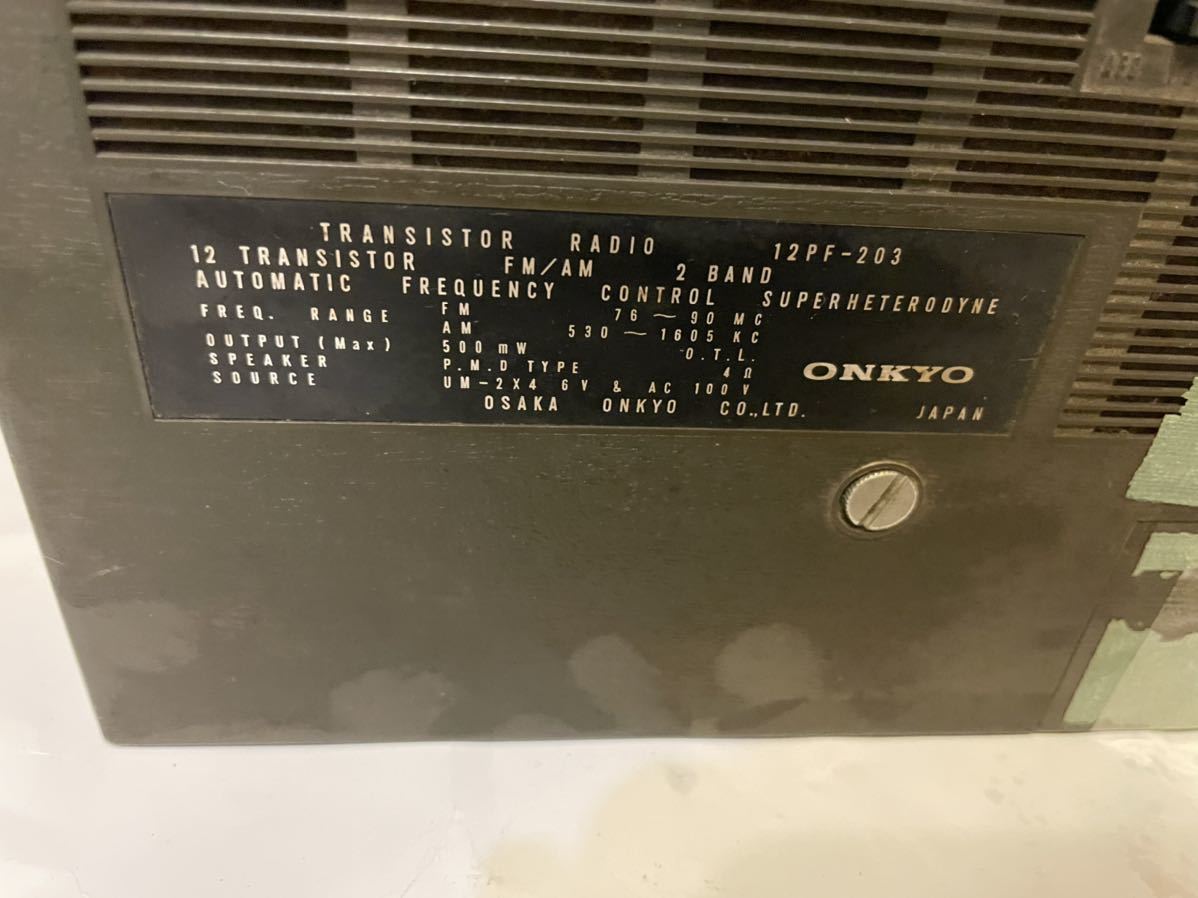 TRANSISTOR RADIO 12PF-203
12 TRANSISTOR FM/AM 2 BAND
AUTOMATIC FREQUENCY CONTROL SUPERHETERODYNE
FREQ. RANGE FM 76~90 MC
AM 530~1605 KC
OUTPUT (Max) 500 mW O.T.L.
SPEAKER P.M.D TYPE 4Ω
SOURCE UM-2X4 6V & AC 100V
ONKYO
OSAKA ONKYO CO.,LTD. JAPAN